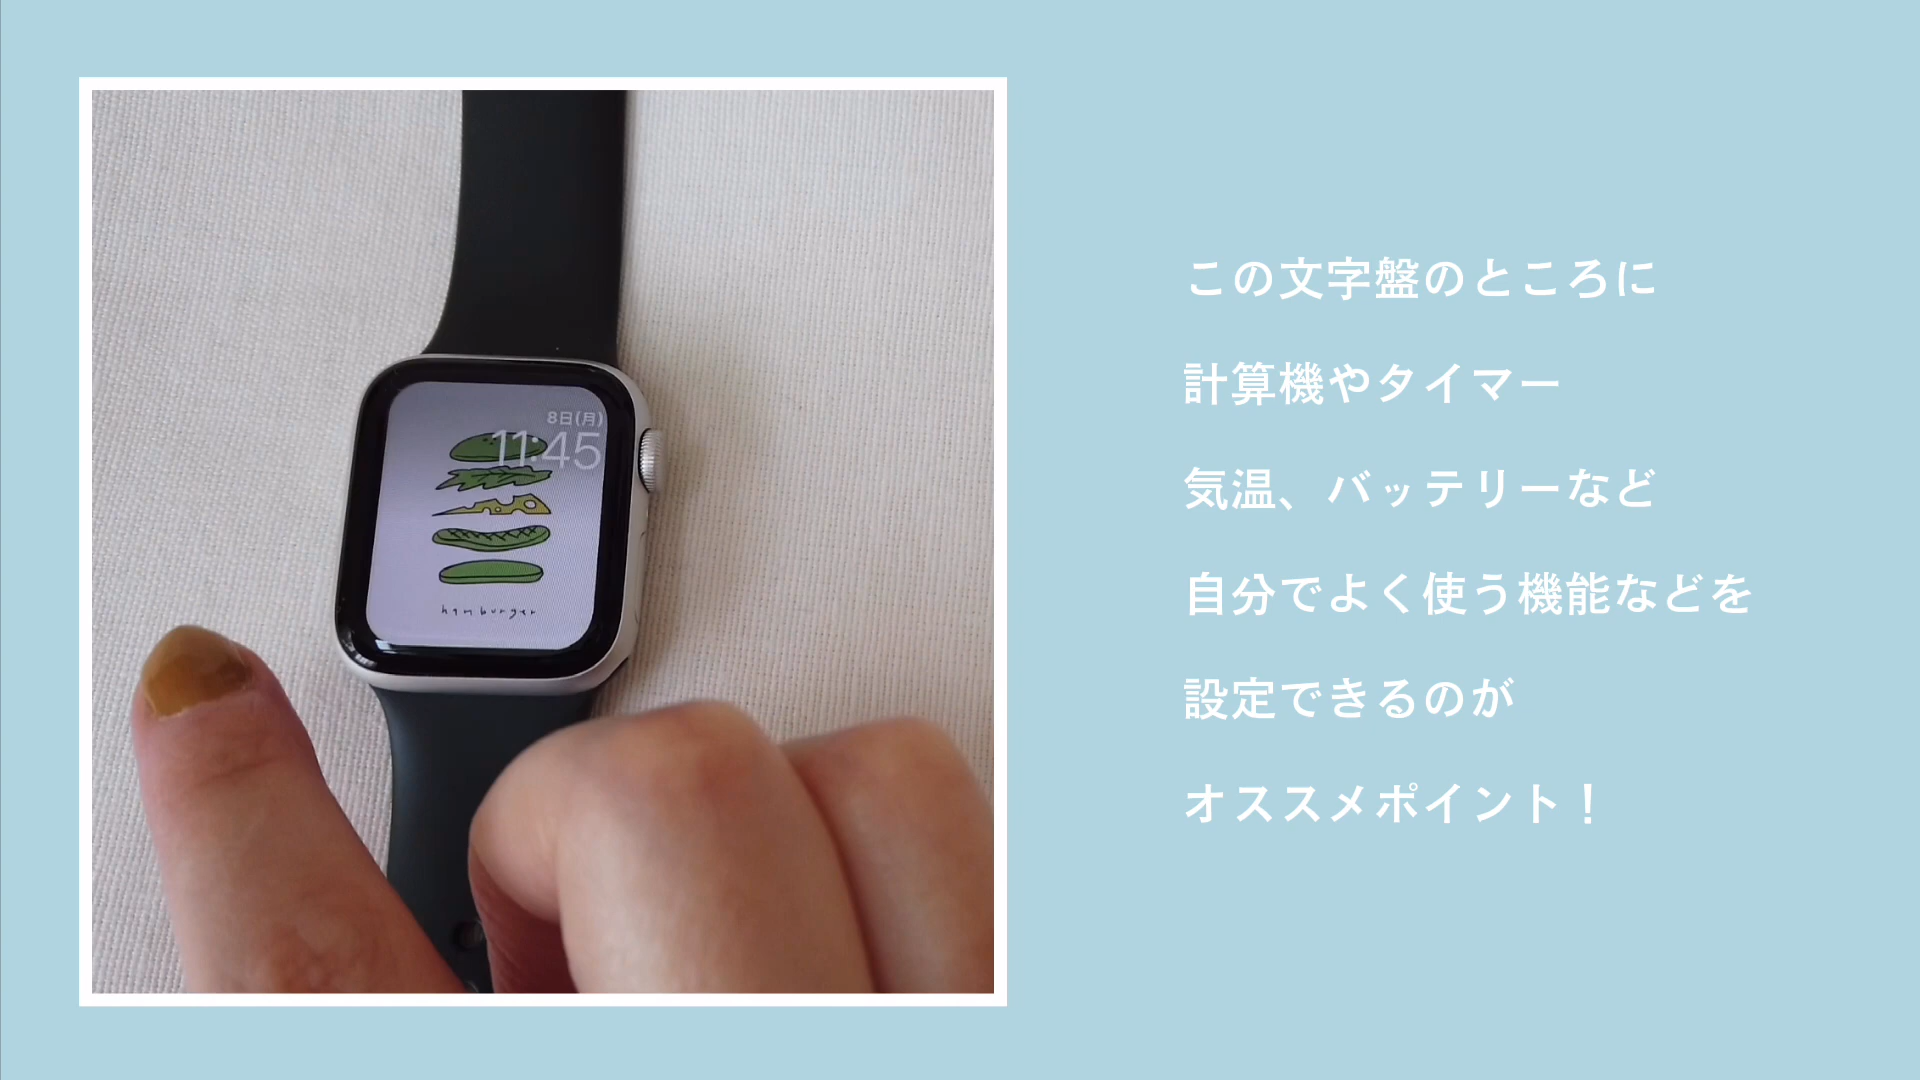 8日(月)
11:45
hamburger
この文字盤のところに
計算機やタイマー
気温、バッテリーなど
自分でよく使う機能などを
設定できるのが
オススメポイント！